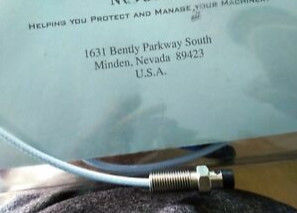 Helping You Protect and Manage Your Machinery
1631 Bently Parkway South
Minden, Nevada 89423
U.S.A.